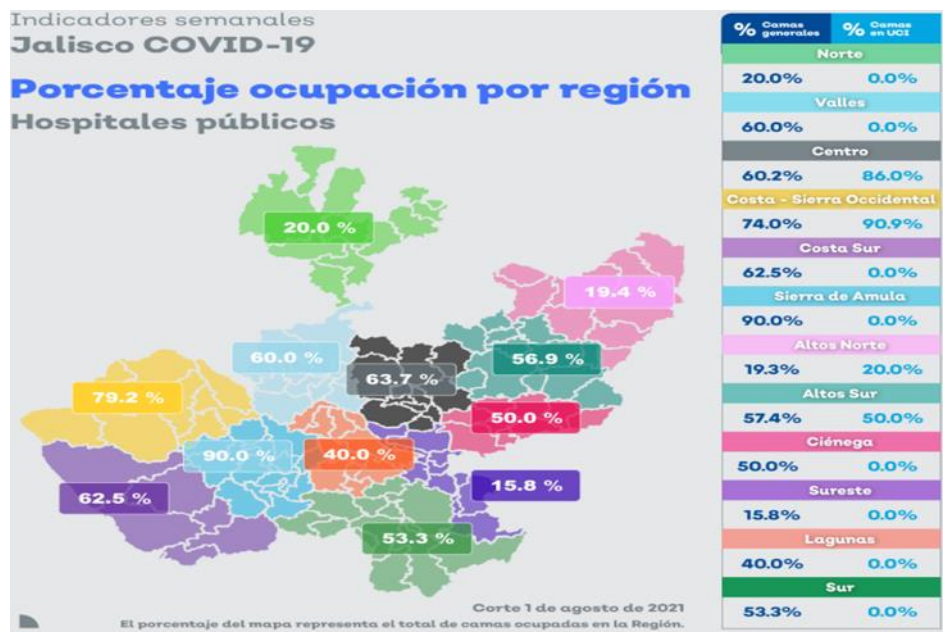 Indicadores semanales
Jalisco COVID-19
Porcentaje ocupación por región
Hospitales públicos
20.0 %
19.4 %
60.0 %
56.9 %
63.7 %
79.2 %
50.0 %
90.0 %
40.0 %
62.5 %
15.8 %
53.3 %
Corte 1 de agosto de 2021
El porcentaje del mapa representa el total de camas ocupadas en la Región.
% Camas generales % Camas en UCI
Norte
20.0% 0.0%
Valles
60.0% 0.0%
Centro
60.2% 86.0%
Costa - Sierra Occidental
74.0% 90.9%
Costa Sur
62.5% 0.0%
Sierra de Amula
90.0% 0.0%
Altos Norte
19.3% 20.0%
Altos Sur
57.4% 50.0%
Ciénega
50.0% 0.0%
Sureste
15.8% 0.0%
Lagunas
40.0% 0.0%
Sur
53.3% 0.0%